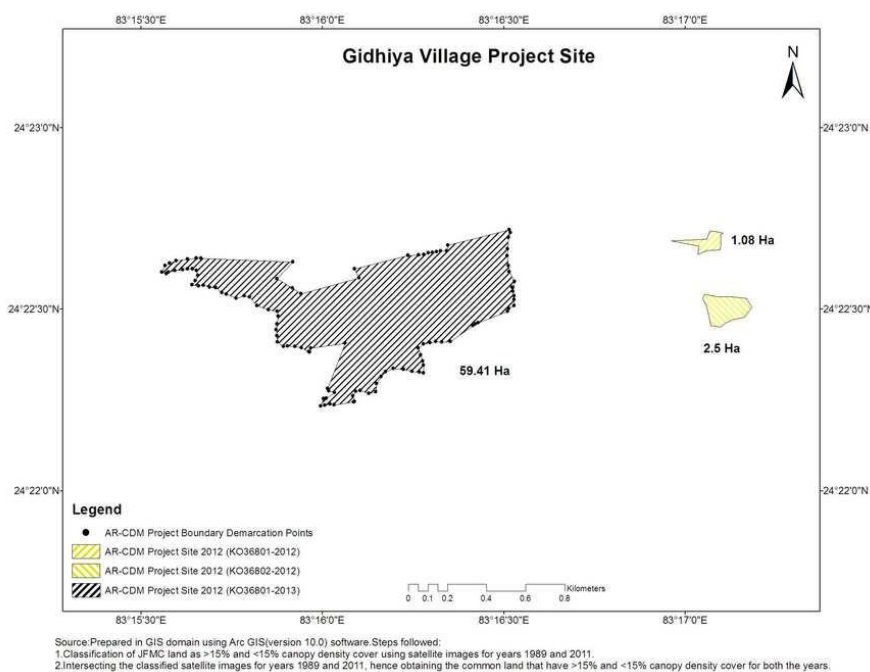 83°15'30"E 83°16'0"E 83°16'30"E 83°17'0"E
Gidhiya Village Project Site
N
24°23'0"N 24°23'0"N
1.08 Ha
24°22'30"N 24°22'30"N
2.5 Ha
59.41 Ha
24°22'0"N 24°22'0"N
Legend
AR-CDM Project Boundary Demarcation Points
AR-CDM Project Site 2012 (KO36801-2012)
AR-CDM Project Site 2012 (KO36802-2012)
AR-CDM Project Site 2012 (KO36801-2013)
Kilometers
0 0.1 0.2 0.4 0.6 0.8
83°15'30"E 83°16'0"E 83°16'30"E 83°17'0"E
Source:Prepared in GIS domain using Arc GIS(version 10.0) software.Steps followed:
1.Classification of JFMC land as >15% and <15% canopy density cover using satellite images for years 1989 and 2011.
2.Intersecting the classified satellite images for years 1989 and 2011, hence obtaining the common land that have >15% and <15% canopy density cover for both the years.